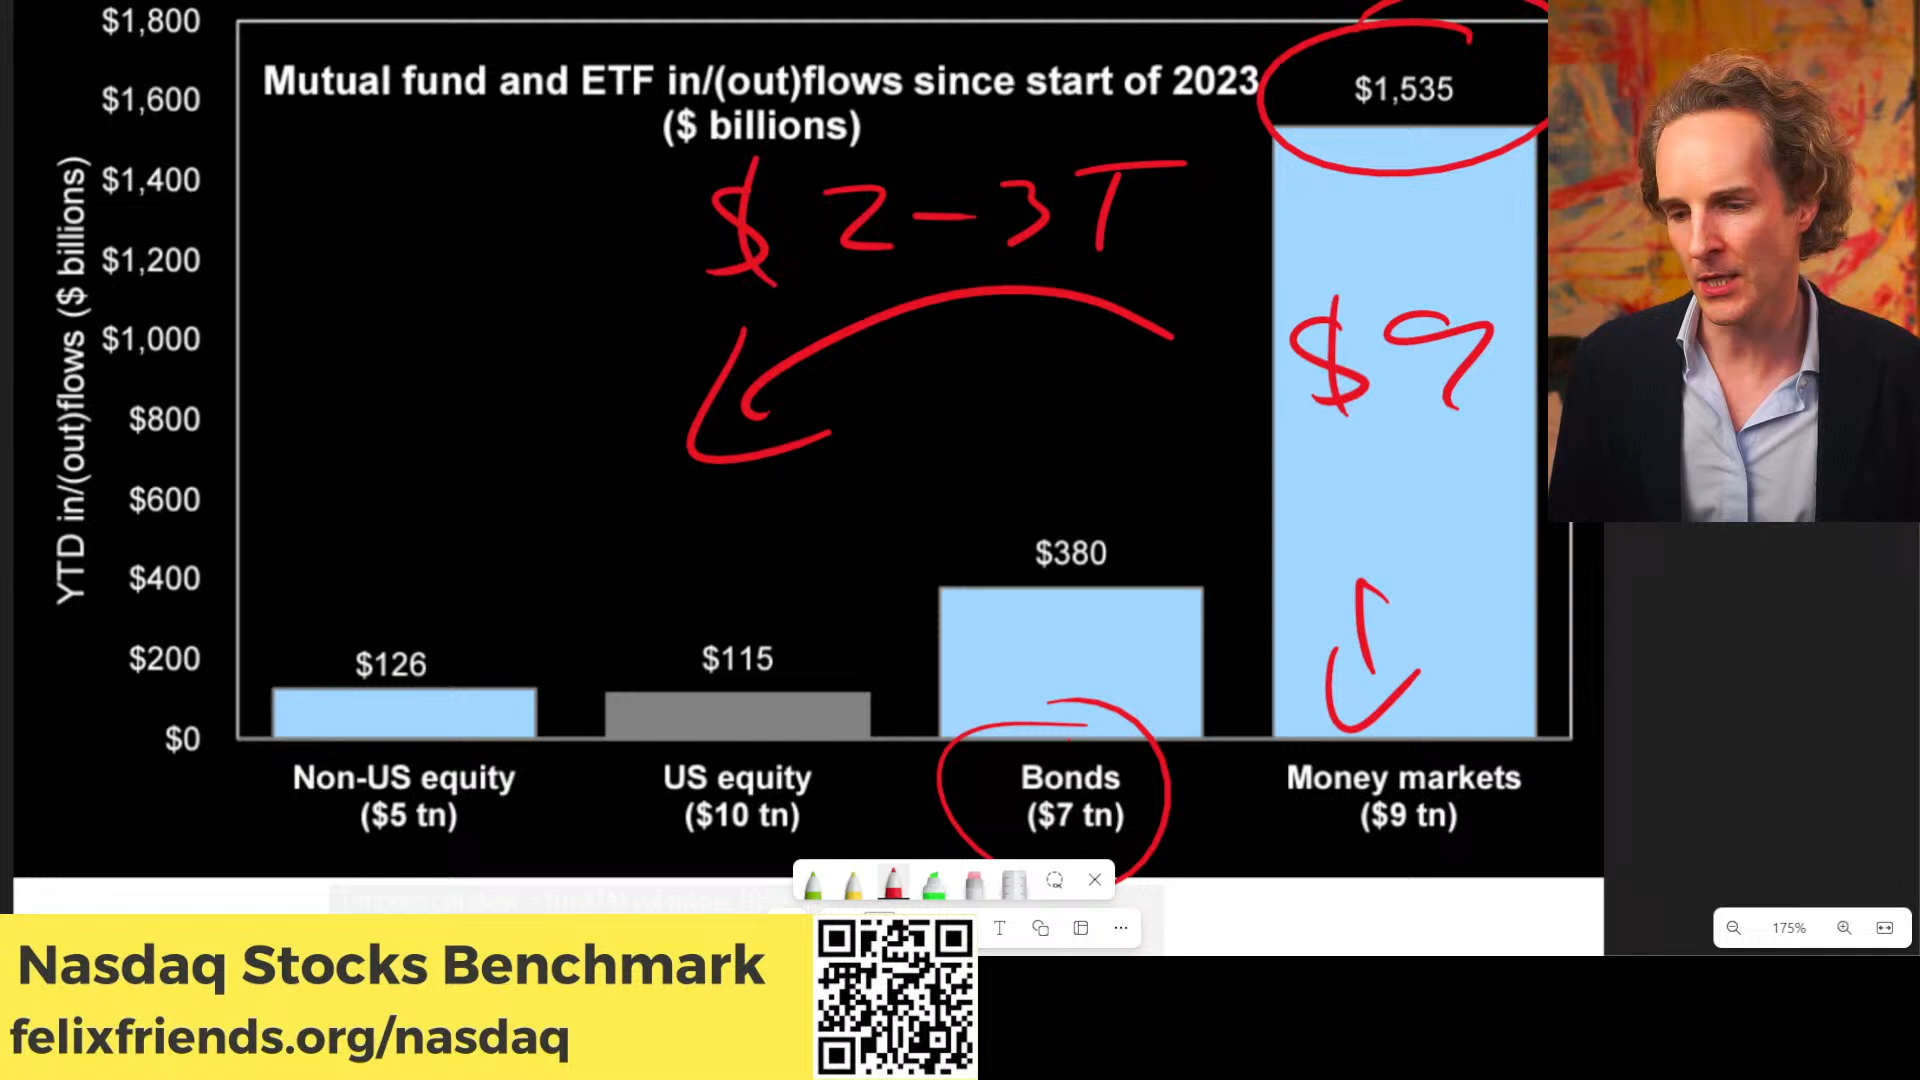 $1,800
$1,600
$1,400
$1,200
$1,000
$800
$600
$400
$200
$0
YTD in/(out)flows ($ billions)
Mutual fund and ETF in/(out)flows since start of 2023
($ billions)
$1,535
$ 2-3T
$9
$380
$126
$115
Non-US equity
($5 tn)
US equity
($10 tn)
Bonds
($7 tn)
Money markets
($9 tn)
T
175%
Nasdaq Stocks Benchmark
felixfriends.org/nasdaq